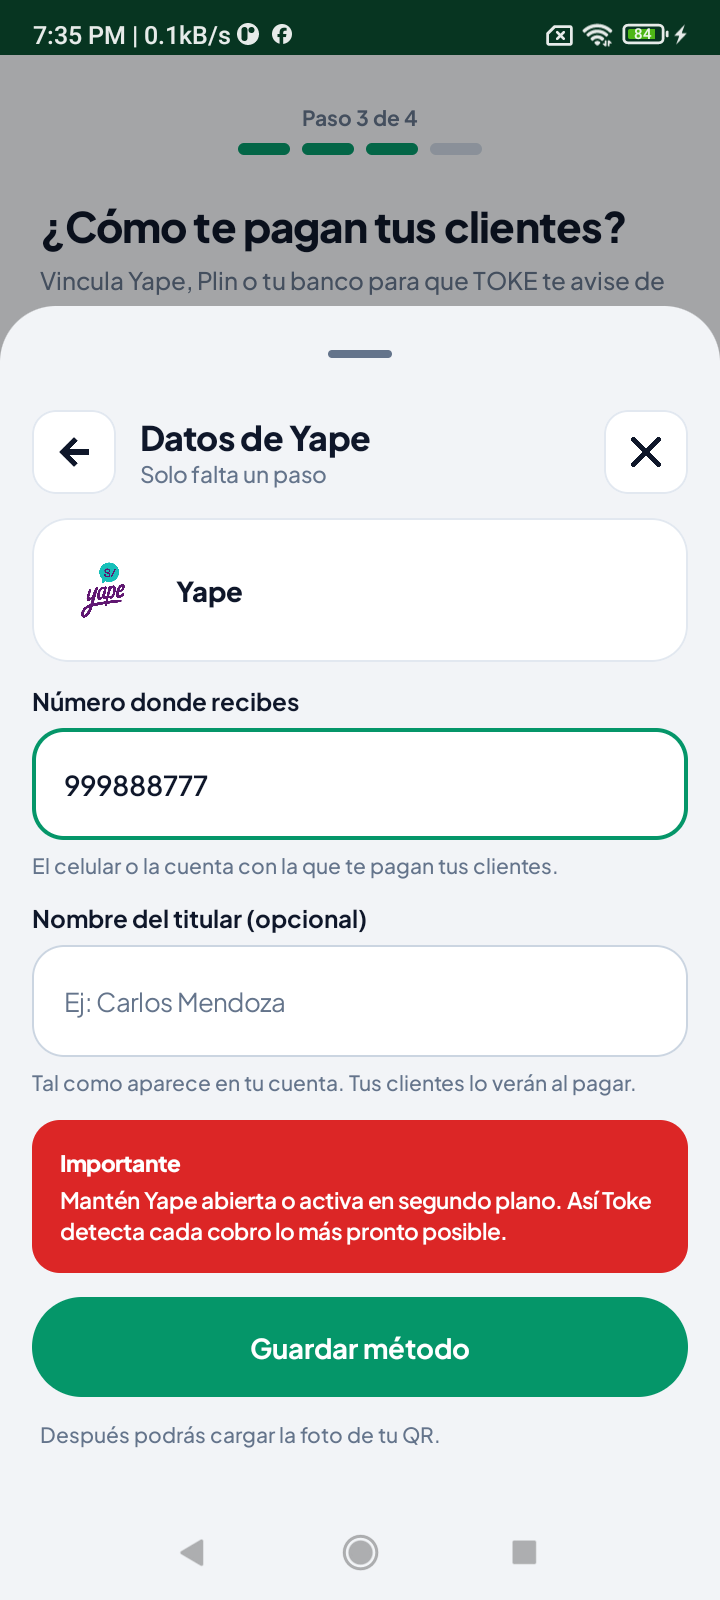 7:35 PM | 0.1kB/s
84
Paso 3 de 4
¿Cómo te pagan tus clientes?
Vincula Yape, Plin o tu banco para que TOKE te avise de
Datos de Yape
Solo falta un paso
S/
yape
Yape
Número donde recibes
999888777
El celular o la cuenta con la que te pagan tus clientes.
Nombre del titular (opcional)
Ej: Carlos Mendoza
Tal como aparece en tu cuenta. Tus clientes lo verán al pagar.
Importante
Mantén Yape abierta o activa en segundo plano. Así Toke
detecta cada cobro lo más pronto posible.
Guardar método
Después podrás cargar la foto de tu QR.